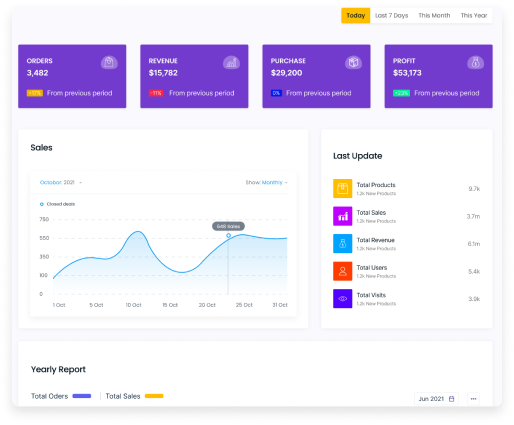 Today Last 7 Days This Month This Year
ORDERS
3,482
From previous period
REVENUE
$15,782
From previous period
PURCHASE
$29,200
0% From previous period
PROFIT
$53,173
From previous period
Sales
October 2021
Show: Monthly
Closed deals
648 Sales
750
550
350
100
0
1 Oct 5 Oct 10 Oct 15 Oct 20 Oct 25 Oct 31 Oct
Last Update
Total Products 9.7k
1.2k New Products
Total Sales 3.7m
1.2k New Products
Total Revenue 6.1m
1.2k New Products
Total Users 5.4k
1.2k New Products
Total Visits 3.9k
1.2k New Products
Yearly Report
Total Oders Total Sales
Jun 2021